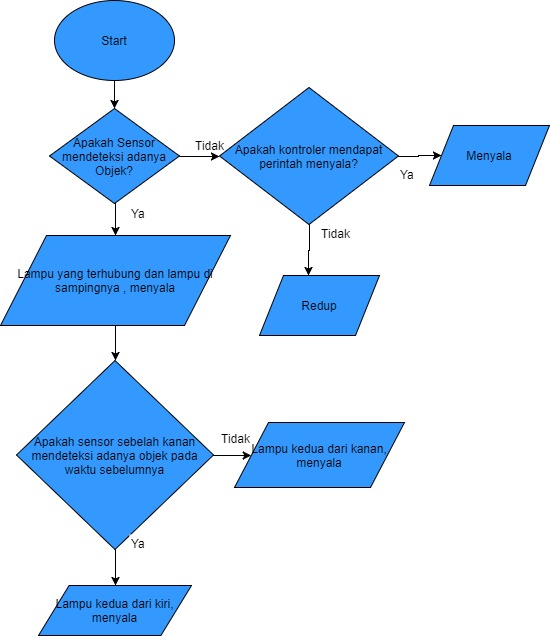 Start
Apakah Sensor
mendeteksi adanya
Objek?
Tidak
Apakah kontroler mendapat
perintah menyala?
Ya
Menyala
Ya
Tidak
Lampu yang terhubung dan lampu di
sampingnya , menyala
Redup
Apakah sensor sebelah kanan
mendeteksi adanya objek pada
waktu sebelumnya
Tidak
Lampu kedua dari kanan,
menyala
Ya
Lampu kedua dari kiri,
menyala